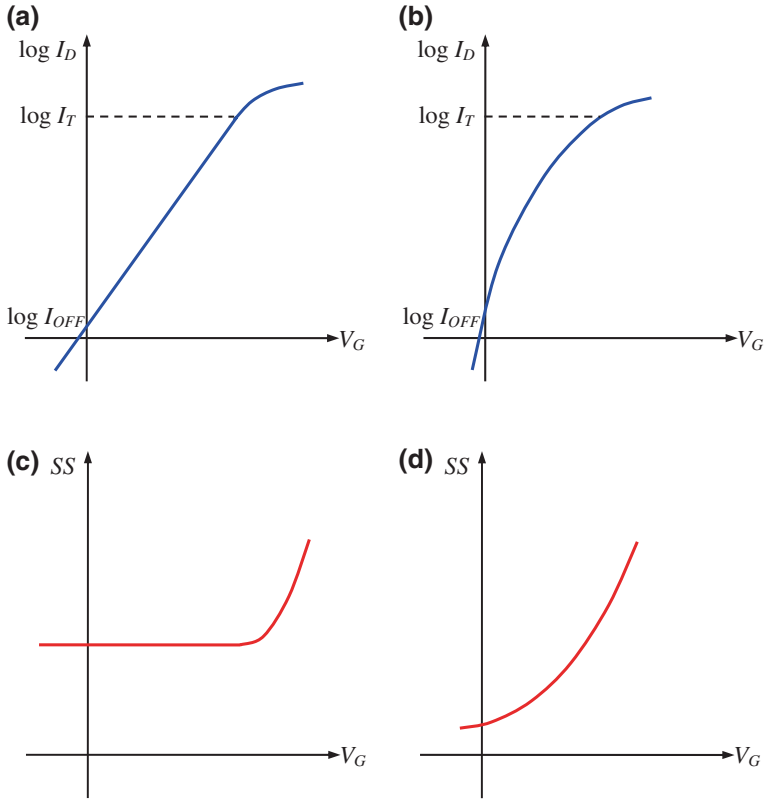 (a)
log I_D
log I_T
log I_OFF
V_G
(b)
log I_D
log I_T
log I_OFF
V_G
(c)
SS
V_G
(d)
SS
V_G